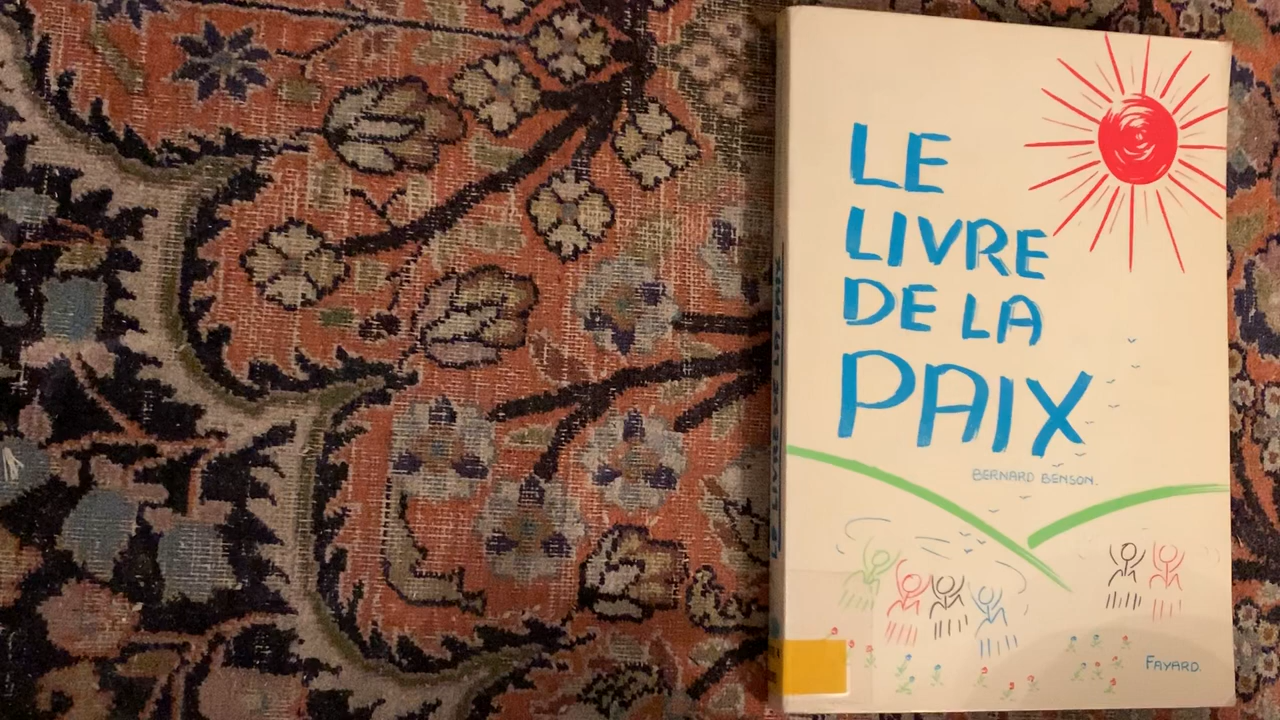 LE
LIVRE
DE LA
PAIX
BERNARD BENSON.
FAYARD.
LE LIVRE DE LA PAIX